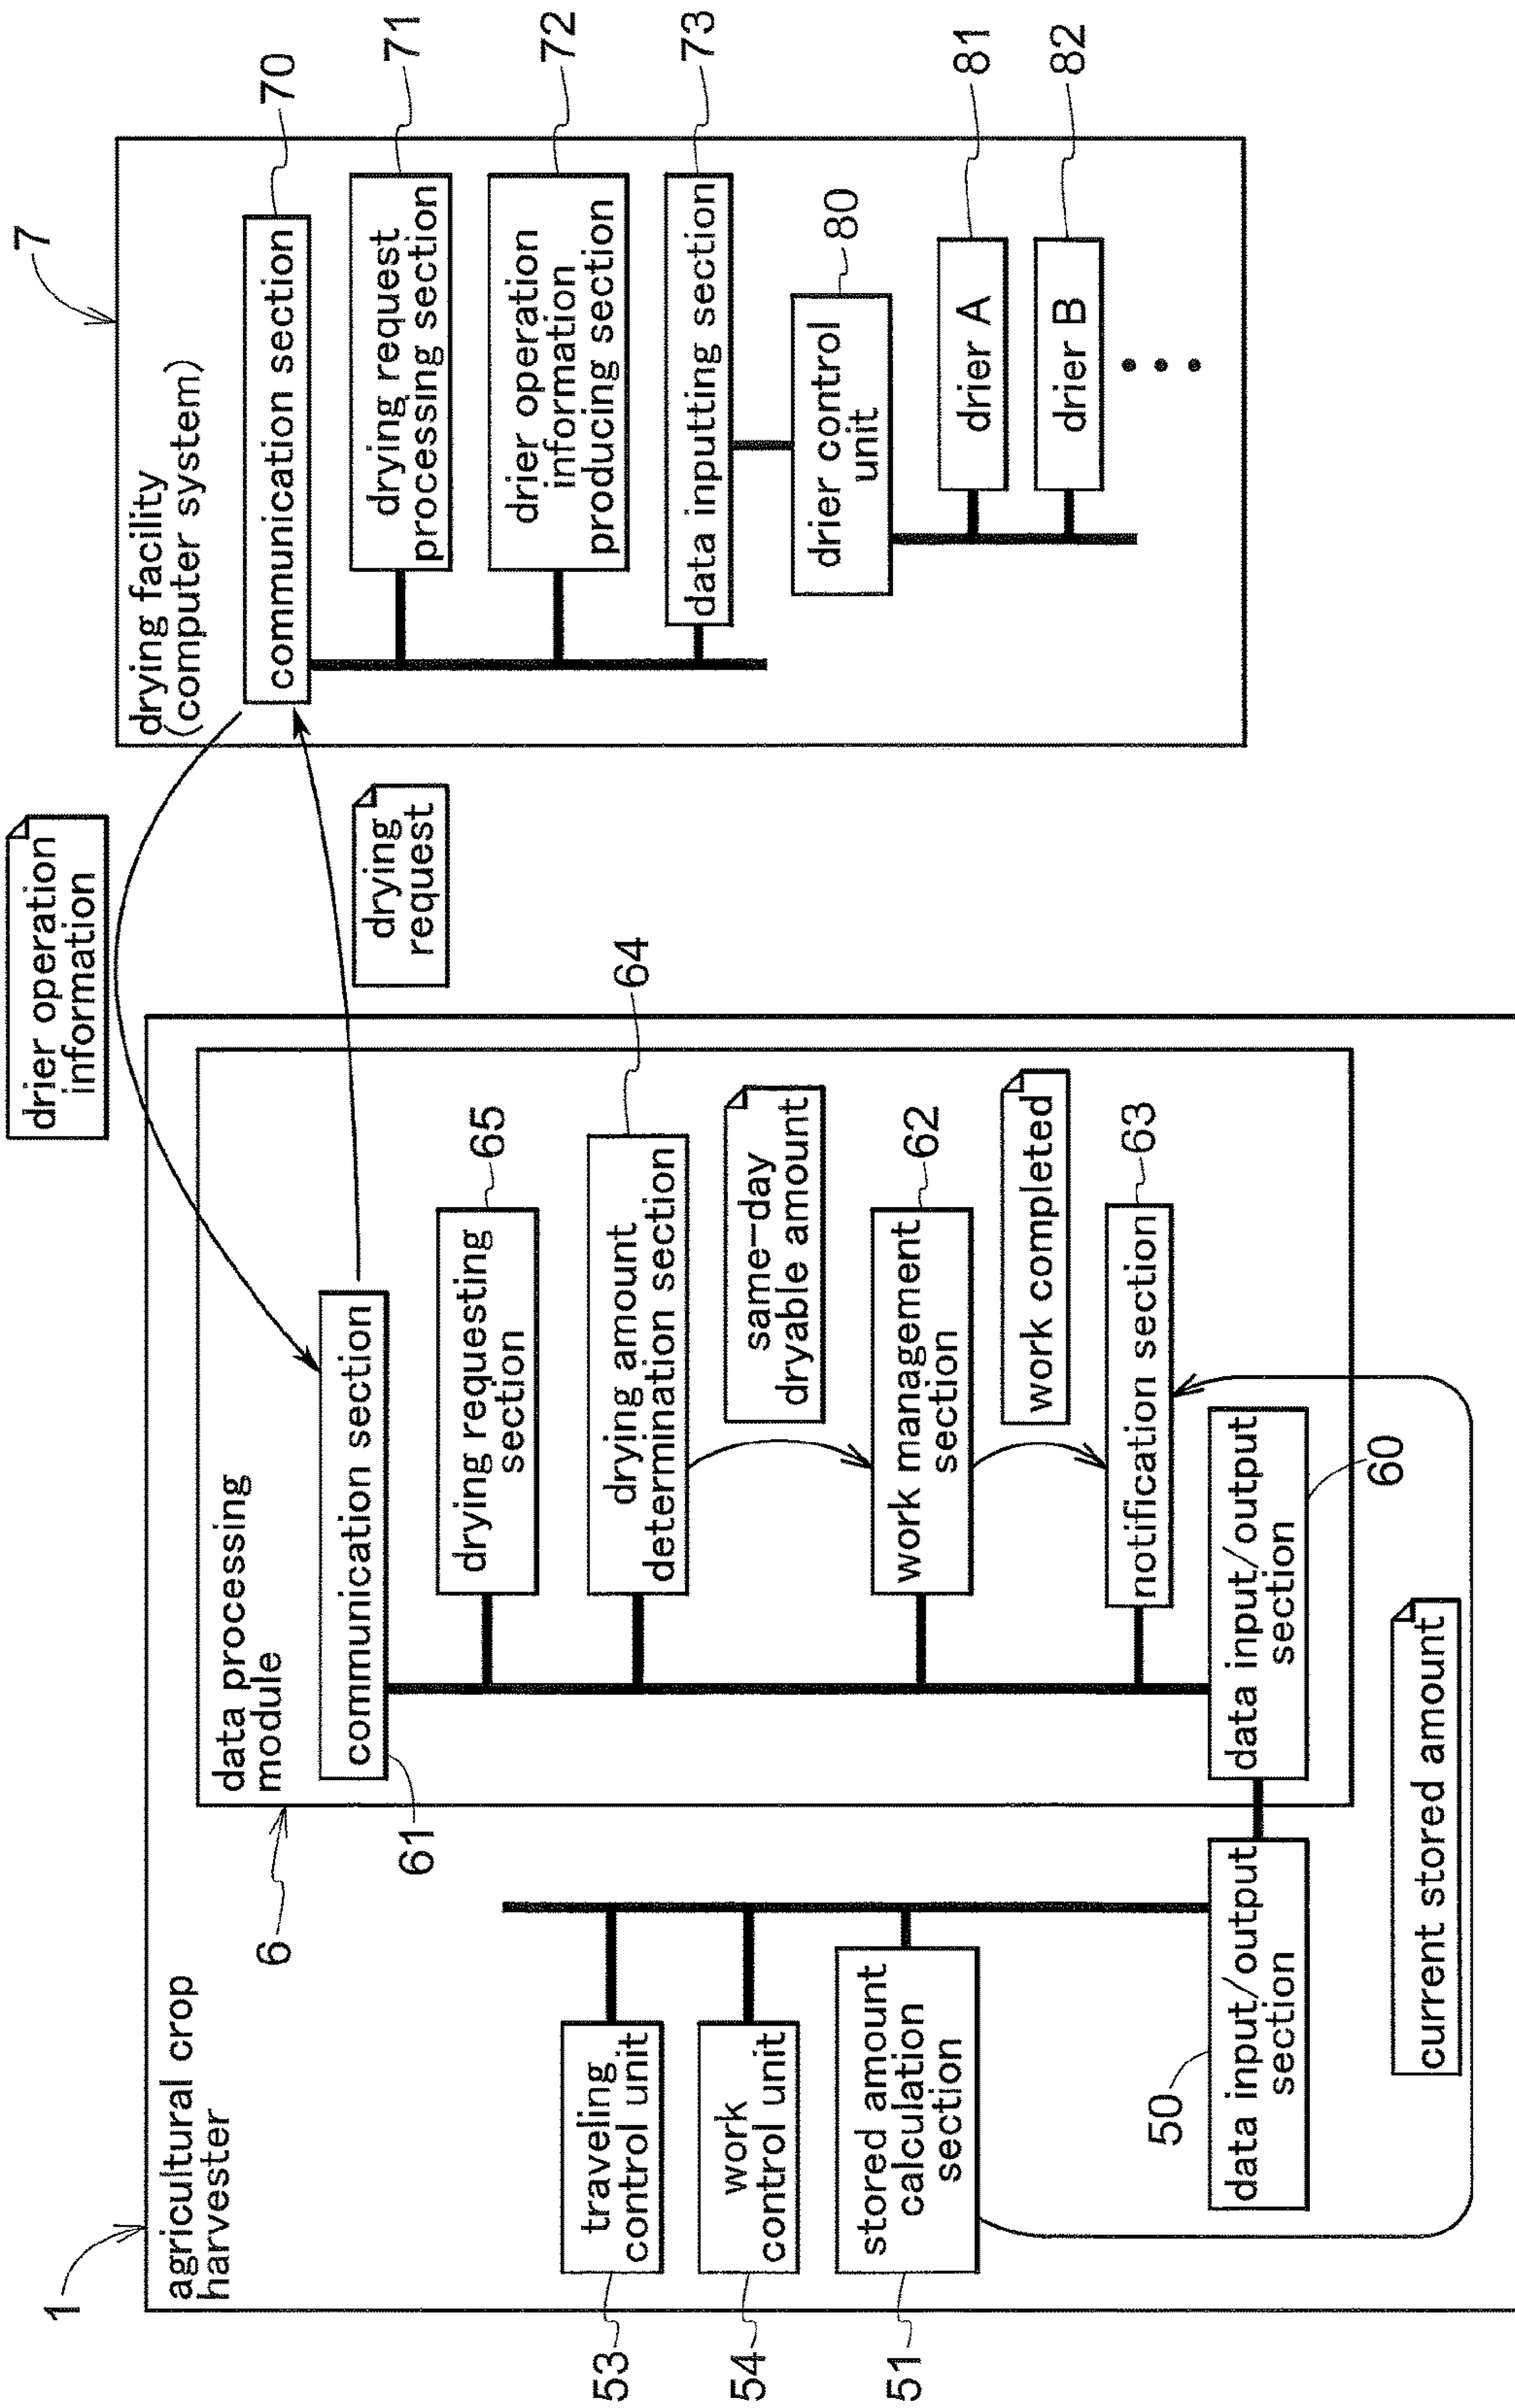 1
agricultural crop
harvester
53
traveling
control unit
54
work
control unit
51
stored amount
calculation
section
50
data input/output
section
current stored amount
6
data processing
module
61
communication section
drying requesting
section
65
drying amount
determination section
64
same-day
dryable amount
work management
section
62
work completed
notification section
63
data input/output
section
60
drier operation
information
drying
request
7
drying facility
(computer system)
communication section
70
drying request
processing section
71
drier operation
information
producing section
72
data inputting section
73
drier control
unit
80
drier A
81
drier B
82